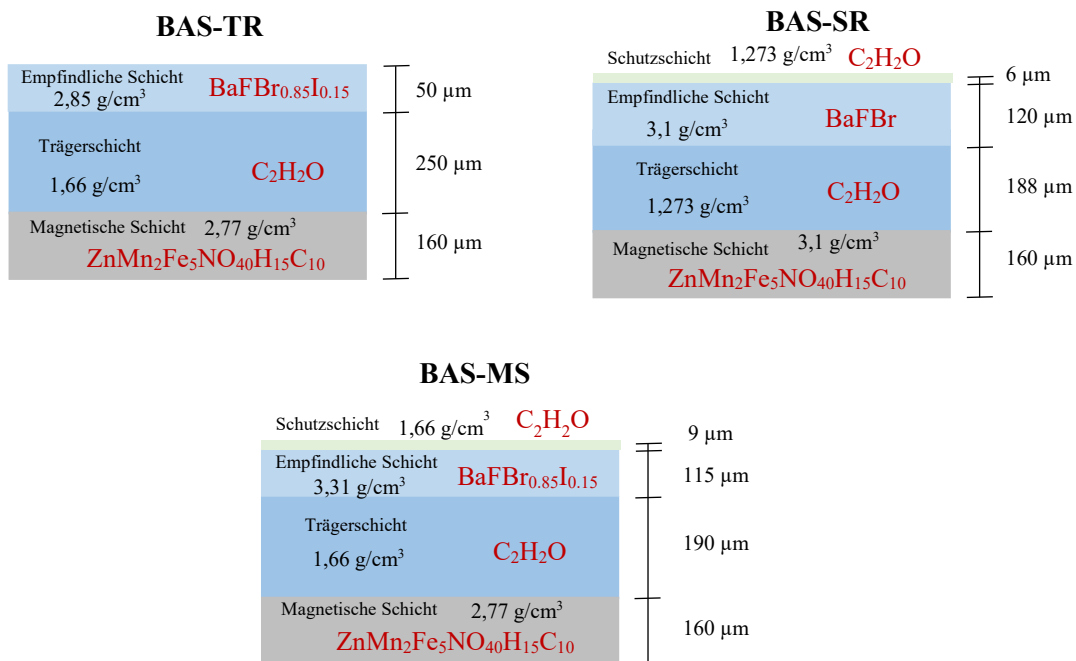 BAS-TR
Empfindliche Schicht
2,85 g/cm³
BaFBr₀.₈₅I₀.₁₅
50 µm
Trägerschicht
1,66 g/cm³
C₂H₂O
250 µm
Magnetische Schicht 2,77 g/cm³
ZnMn₂Fe₅NO₄₀H₁₅C₁₀
160 µm
BAS-SR
Schutzschicht 1,273 g/cm³ C₂H₂O
6 µm
Empfindliche Schicht
3,1 g/cm³
BaFBr
120 µm
Trägerschicht
1,273 g/cm³
C₂H₂O
188 µm
Magnetische Schicht 3,1 g/cm³
ZnMn₂Fe₅NO₄₀H₁₅C₁₀
160 µm
BAS-MS
Schutzschicht 1,66 g/cm³ C₂H₂O
9 µm
Empfindliche Schicht
3,31 g/cm³
BaFBr₀.₈₅I₀.₁₅
115 µm
Trägerschicht
1,66 g/cm³
C₂H₂O
190 µm
Magnetische Schicht 2,77 g/cm³
ZnMn₂Fe₅NO₄₀H₁₅C₁₀
160 µm